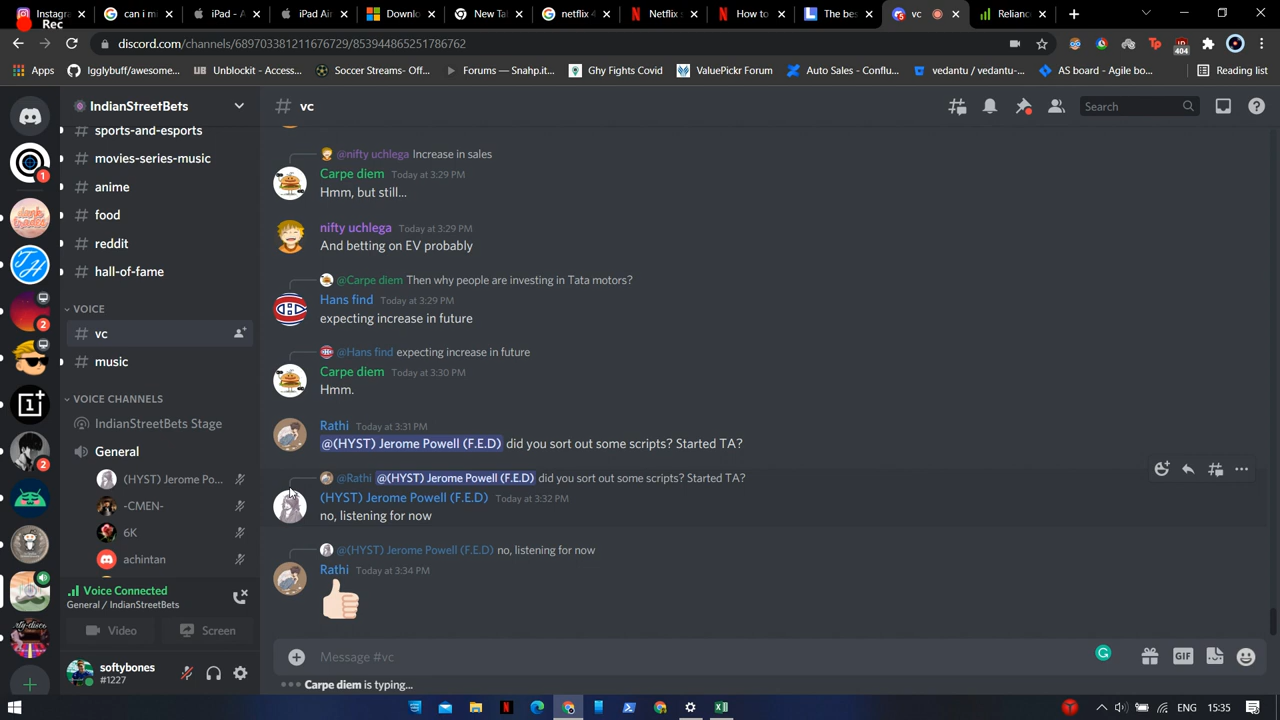 Instagra
can i mi
iPad - A
iPad Air
Downlo
New Tal
netflix 4
Netflix :
How to
The bes
vc
Relianc
Rec
discord.com/channels/689703381211676729/853944865251786762
404
Apps
Igglybuff/awesome...
UB Unblockit - Access...
Soccer Streams- Off...
Forums — Snahp.it...
Ghy Fights Covid
ValuePickr Forum
Auto Sales - Conflu...
vedantu / vedantu-...
AS board - Agile bo...
Reading list
IndianStreetBets
vc
Search
sports-and-esports
movies-series-music
anime
food
reddit
hall-of-fame
VOICE
vc
music
VOICE CHANNELS
IndianStreetBets Stage
General
(HYST) Jerome Po...
-CMEN-
6K
achintan
Voice Connected
General / IndianStreetBets
Video
Screen
softybones
#1227
@nifty uchlega Increase in sales
Carpe diem Today at 3:29 PM
Hmm, but still...
nifty uchlega Today at 3:29 PM
And betting on EV probably
@Carpe diem Then why people are investing in Tata motors?
Hans find Today at 3:29 PM
expecting increase in future
@Hans find expecting increase in future
Carpe diem Today at 3:30 PM
Hmm.
Rathi Today at 3:31 PM
@(HYST) Jerome Powell (F.E.D) did you sort out some scripts? Started TA?
@Rathi @(HYST) Jerome Powell (F.E.D) did you sort out some scripts? Started TA?
(HYST) Jerome Powell (F.E.D) Today at 3:32 PM
no, listening for now
@(HYST) Jerome Powell (F.E.D) no, listening for now
Rathi Today at 3:34 PM
Message #vc
GIF
Carpe diem is typing...
ENG
15:35